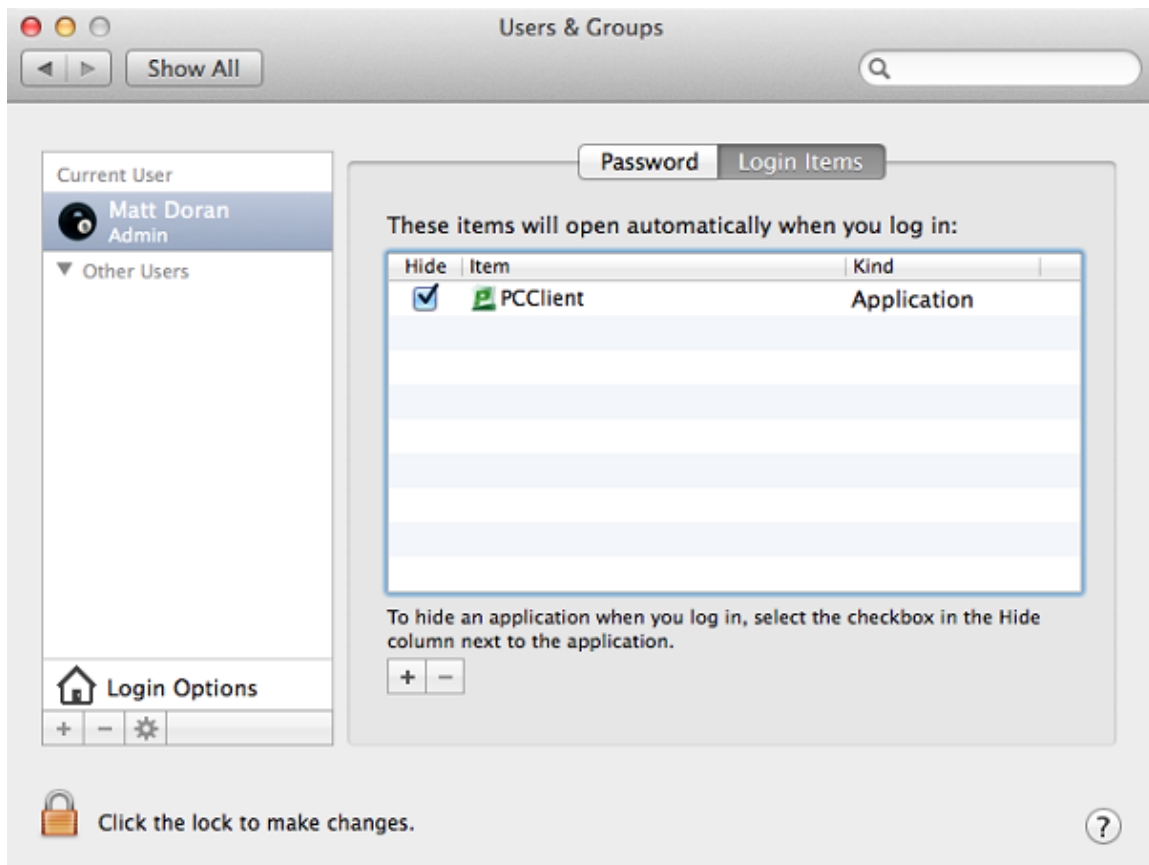 Users & Groups
Show All
Current User
Matt Doran
Admin
Other Users
Login Options
Password
Login Items
These items will open automatically when you log in:
Hide Item Kind
PCClient Application
To hide an application when you log in, select the checkbox in the Hide
column next to the application.
Click the lock to make changes.
?